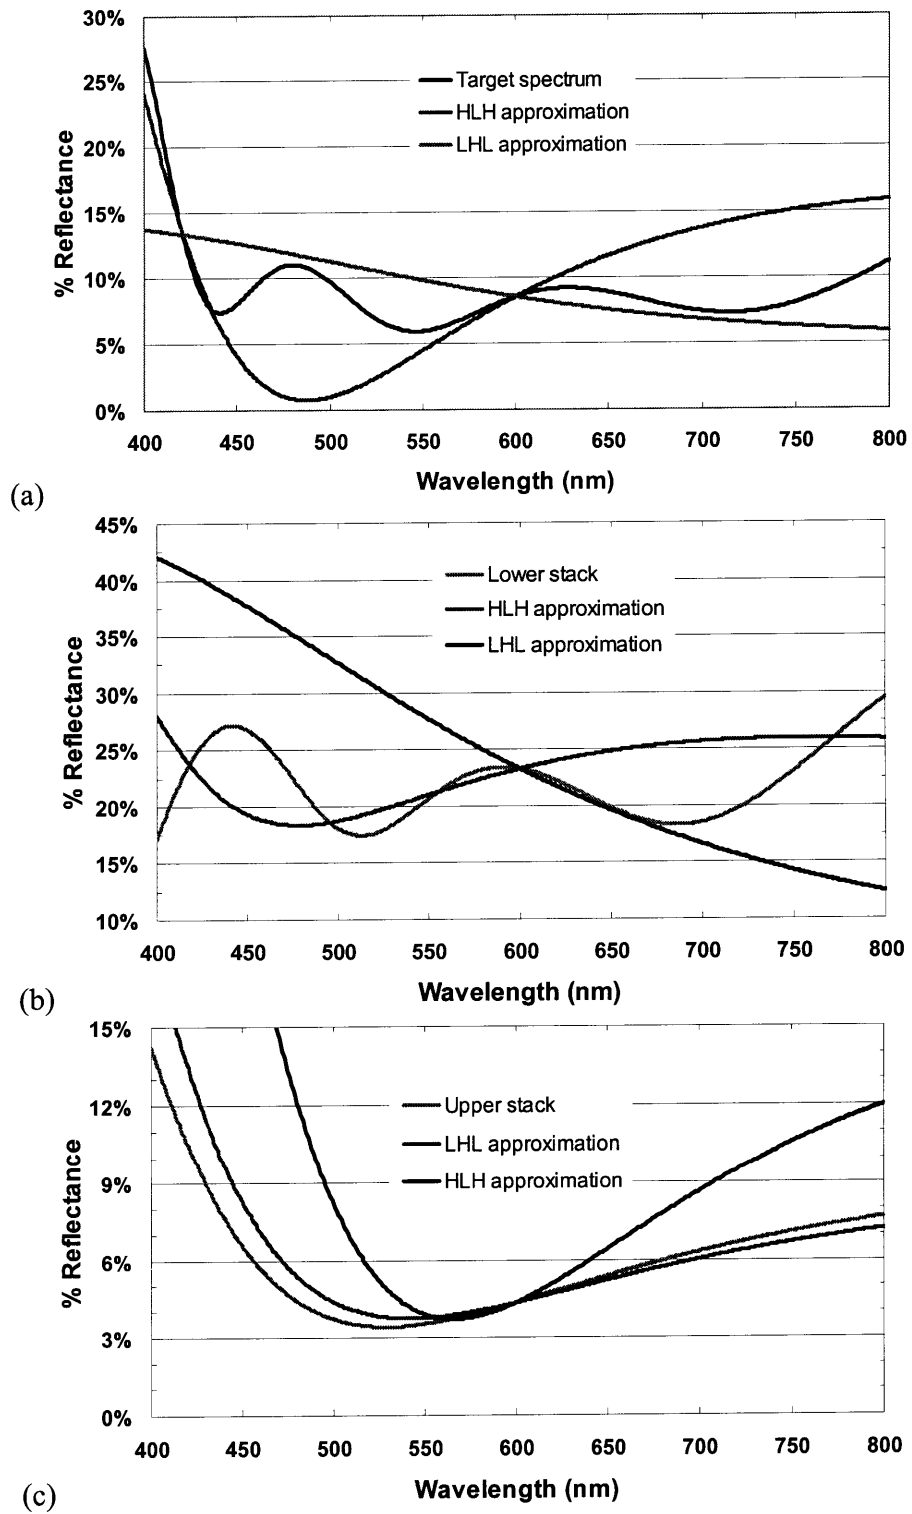 30%
25%
20%
15%
10%
5%
0%
% Reflectance
Target spectrum
HLH approximation
LHL approximation
400 450 500 550 600 650 700 750 800
Wavelength (nm)
(a)
45%
40%
35%
30%
25%
20%
15%
10%
% Reflectance
Lower stack
HLH approximation
LHL approximation
400 450 500 550 600 650 700 750 800
Wavelength (nm)
(b)
15%
12%
9%
6%
3%
0%
% Reflectance
Upper stack
LHL approximation
HLH approximation
400 450 500 550 600 650 700 750 800
Wavelength (nm)
(c)